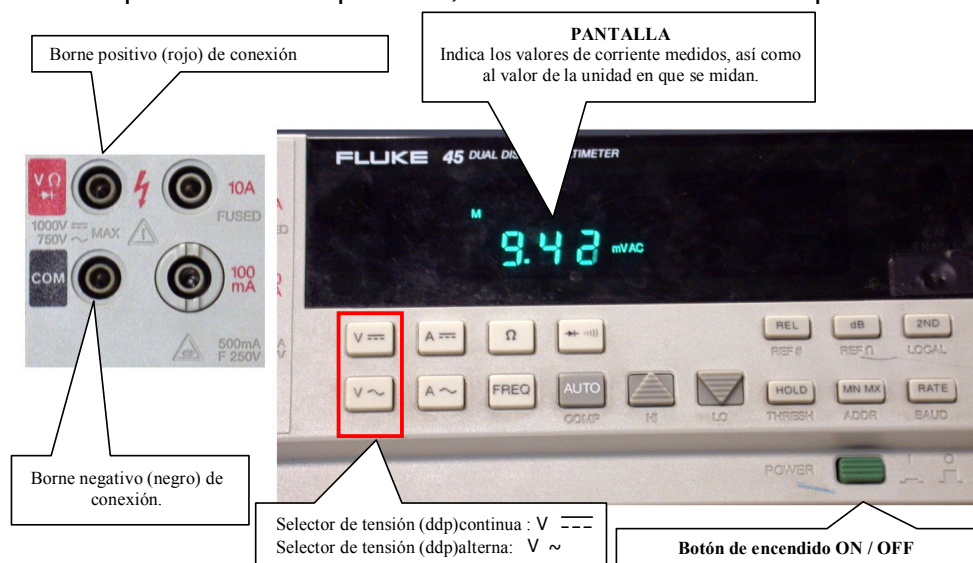 Borne positivo (rojo) de conexión
PANTALLA
Indica los valores de corriente medidos, así como
al valor de la unidad en que se midan.
FLUKE 45 DUAL
VΩ
10A
FUSED
1000V
750V ~ MAX
COM
100
mA
500mA
F 250V
M
9.42 mVAC
V
A
Ω
REL
dB
2ND
REF#
REF Ω
LOCAL
V~
A~
FREQ
AUTO
HOLD
MN MX
RATE
COMP
HI
LO
THRESH
ADDR
BAUD
POWER
I
O
Borne negativo (negro) de
conexión.
Selector de tensión (ddp)continua : V
Selector de tensión (ddp)alterna: V ~
Botón de encendido ON / OFF